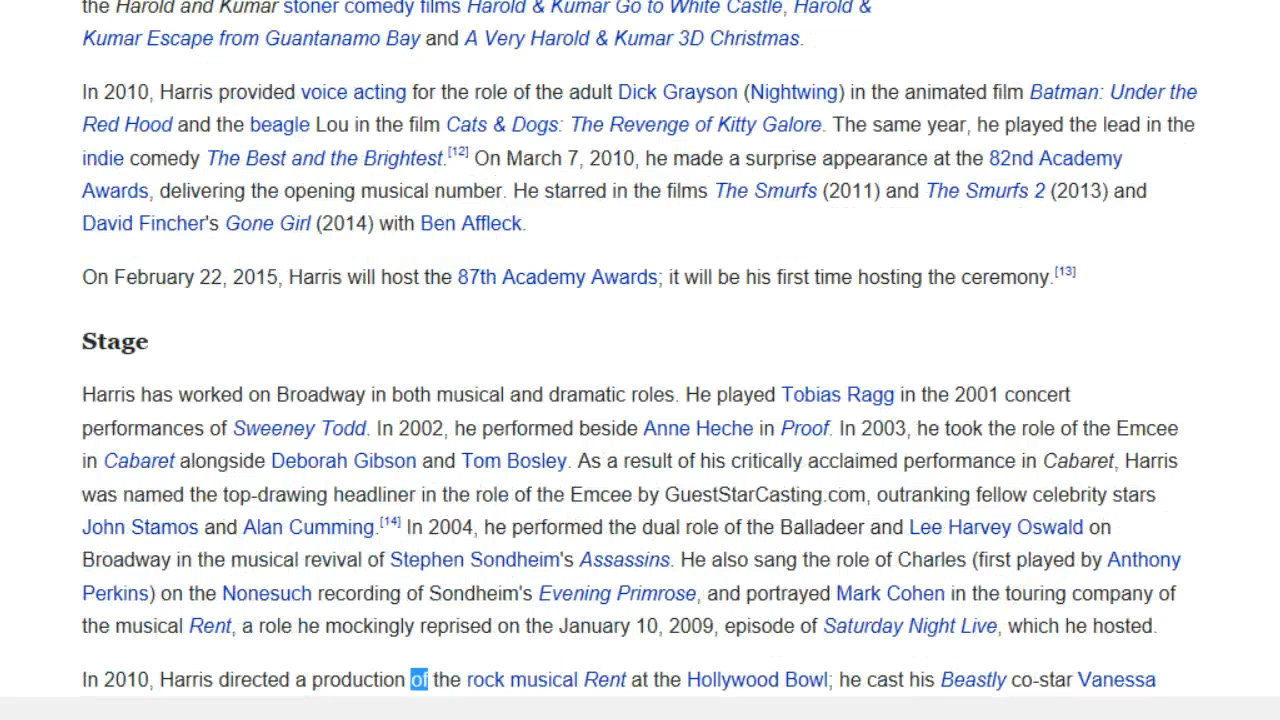 the Harold and Kumar stoner comedy films Harold & Kumar Go to White Castle, Harold &
Kumar Escape from Guantanamo Bay and A Very Harold & Kumar 3D Christmas.
In 2010, Harris provided voice acting for the role of the adult Dick Grayson (Nightwing) in the animated film Batman: Under the
Red Hood and the beagle Lou in the film Cats & Dogs: The Revenge of Kitty Galore. The same year, he played the lead in the
indie comedy The Best and the Brightest.[12] On March 7, 2010, he made a surprise appearance at the 82nd Academy
Awards, delivering the opening musical number. He starred in the films The Smurfs (2011) and The Smurfs 2 (2013) and
David Fincher's Gone Girl (2014) with Ben Affleck.
On February 22, 2015, Harris will host the 87th Academy Awards; it will be his first time hosting the ceremony.[13]
Stage
Harris has worked on Broadway in both musical and dramatic roles. He played Tobias Ragg in the 2001 concert
performances of Sweeney Todd. In 2002, he performed beside Anne Heche in Proof. In 2003, he took the role of the Emcee
in Cabaret alongside Deborah Gibson and Tom Bosley. As a result of his critically acclaimed performance in Cabaret, Harris
was named the top-drawing headliner in the role of the Emcee by GuestStarCasting.com, outranking fellow celebrity stars
John Stamos and Alan Cumming.[14] In 2004, he performed the dual role of the Balladeer and Lee Harvey Oswald on
Broadway in the musical revival of Stephen Sondheim's Assassins. He also sang the role of Charles (first played by Anthony
Perkins) on the Nonesuch recording of Sondheim's Evening Primrose, and portrayed Mark Cohen in the touring company of
the musical Rent, a role he mockingly reprised on the January 10, 2009, episode of Saturday Night Live, which he hosted.
In 2010, Harris directed a production of the rock musical Rent at the Hollywood Bowl; he cast his Beastly co-star Vanessa